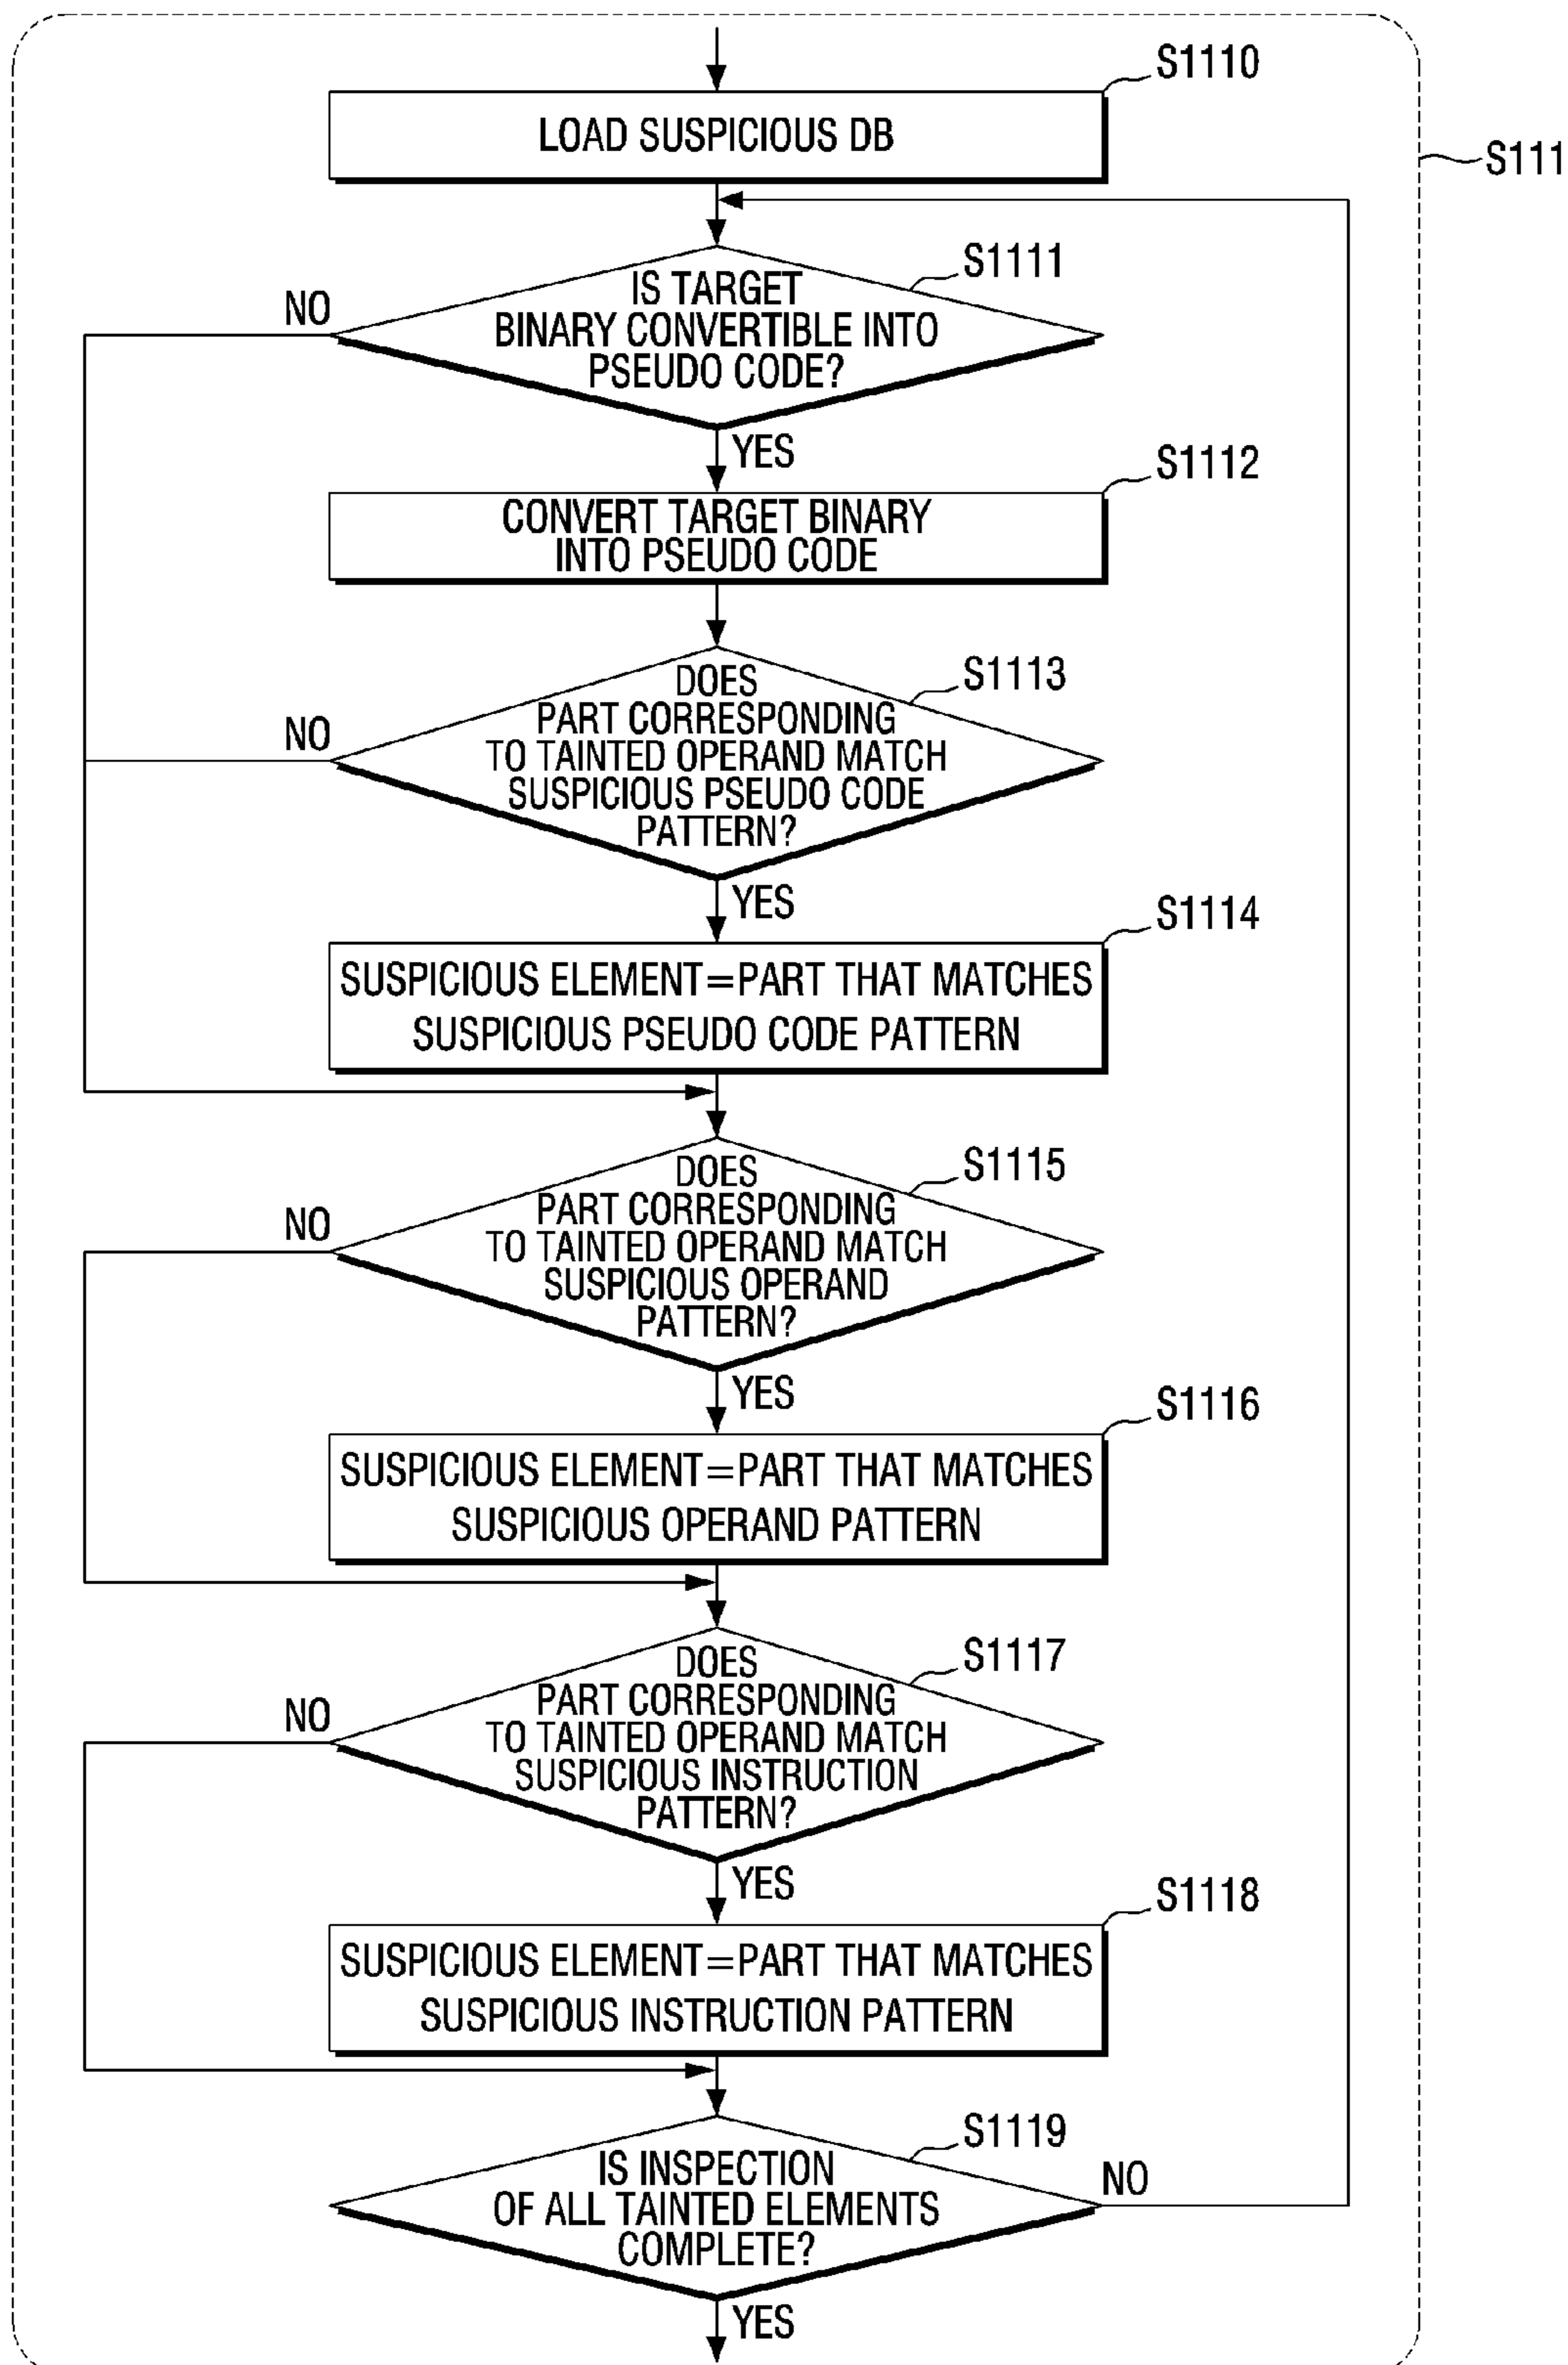 S1110
LOAD SUSPICIOUS DB
S111
S1111
IS TARGET
BINARY CONVERTIBLE INTO
PSEUDO CODE?
NO
YES
S1112
CONVERT TARGET BINARY
INTO PSEUDO CODE
S1113
DOES
PART CORRESPONDING
TO TAINTED OPERAND MATCH
SUSPICIOUS PSEUDO CODE
PATTERN?
NO
YES
S1114
SUSPICIOUS ELEMENT=PART THAT MATCHES
SUSPICIOUS PSEUDO CODE PATTERN
S1115
DOES
PART CORRESPONDING
TO TAINTED OPERAND MATCH
SUSPICIOUS OPERAND
PATTERN?
NO
YES
S1116
SUSPICIOUS ELEMENT=PART THAT MATCHES
SUSPICIOUS OPERAND PATTERN
S1117
DOES
PART CORRESPONDING
TO TAINTED OPERAND MATCH
SUSPICIOUS INSTRUCTION
PATTERN?
NO
YES
S1118
SUSPICIOUS ELEMENT=PART THAT MATCHES
SUSPICIOUS INSTRUCTION PATTERN
S1119
IS INSPECTION
OF ALL TAINTED ELEMENTS
COMPLETE?
NO
YES